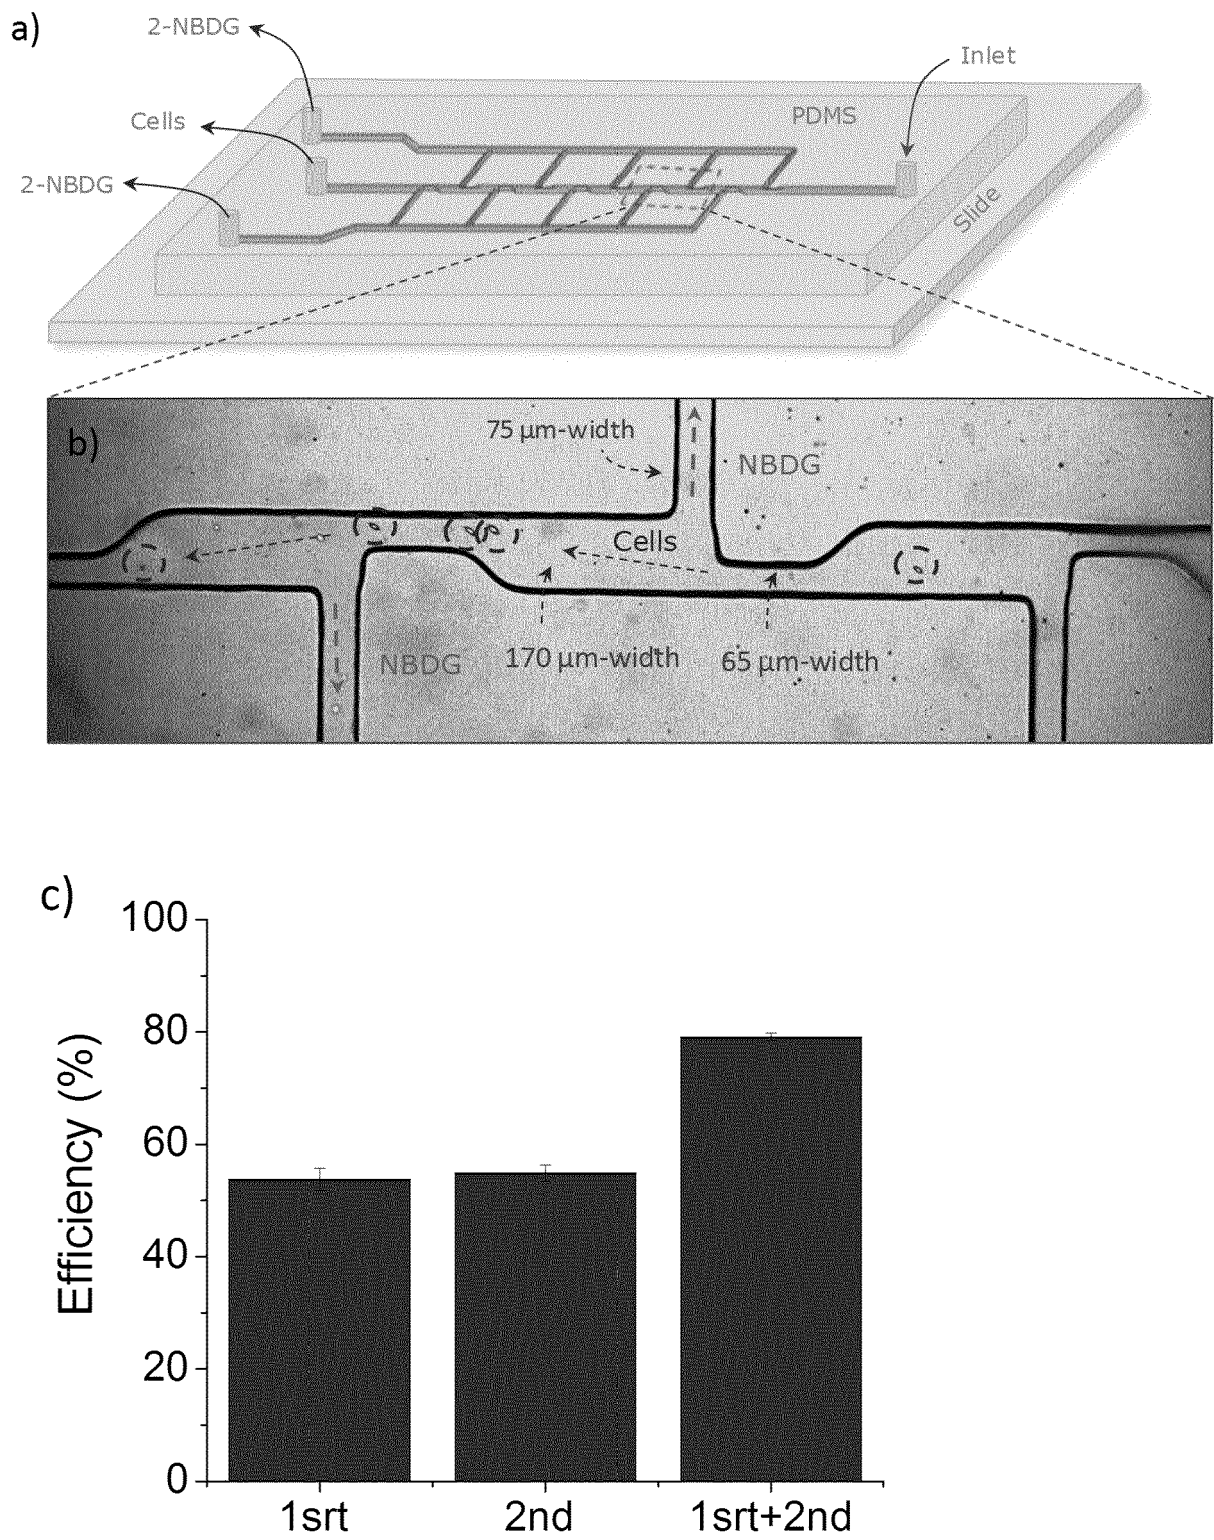 a)
2-NBDG
Inlet
Cells
PDMS
2-NBDG
Slide
b)
75 µm-width
NBDG
Cells
NBDG
170 µm-width
65 µm-width
c)
100
80
60
40
20
0
Efficiency (%)
1srt
2nd
1srt+2nd